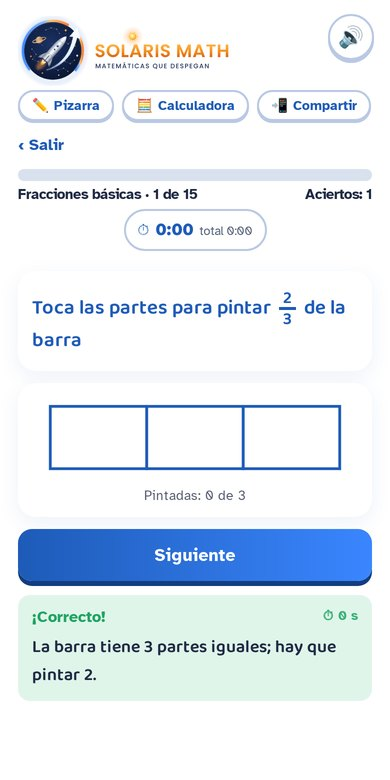 SOLARIS MATH
MATEMÁTICAS QUE DESPEGAN
Pizarra
Calculadora
Compartir
‹ Salir
Fracciones básicas · 1 de 15
Aciertos: 1
0:00 total 0:00
Toca las partes para pintar 2/3 de la
barra
Pintadas: 0 de 3
Siguiente
¡Correcto!
0 s
La barra tiene 3 partes iguales; hay que
pintar 2.